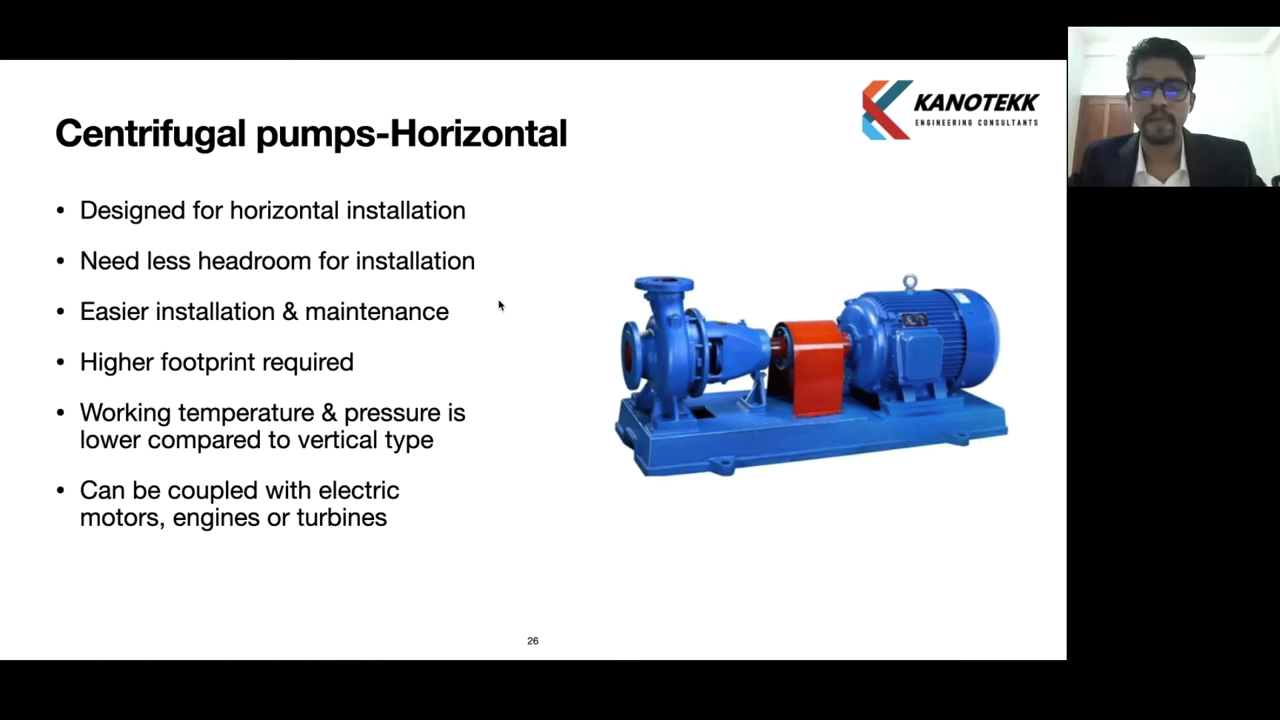 KANOTEKK
ENGINEERING CONSULTANTS
Centrifugal pumps-Horizontal
• Designed for horizontal installation
• Need less headroom for installation
• Easier installation & maintenance
• Higher footprint required
• Working temperature & pressure is
lower compared to vertical type
• Can be coupled with electric
motors, engines or turbines
26